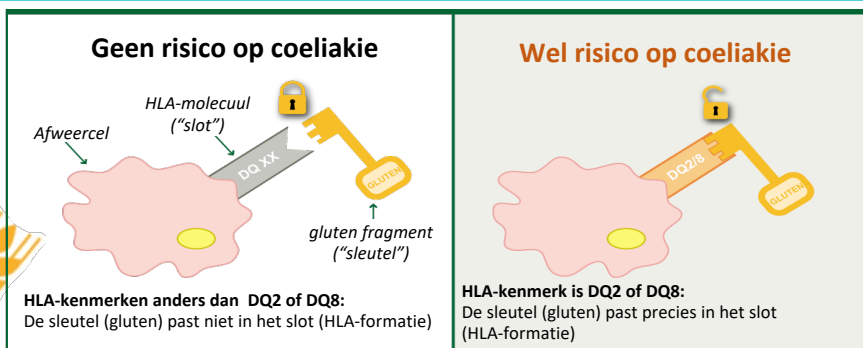 Geen risico op coeliakie
HLA-molecuul
("slot")
Afweercel
DQ XX
GLUTEN
gluten fragment
("sleutel")
HLA-kenmerken anders dan DQ2 of DQ8:
De sleutel (gluten) past niet in het slot (HLA-formatie)
Wel risico op coeliakie
DQ2/8
GLUTEN
HLA-kenmerk is DQ2 of DQ8:
De sleutel (gluten) past precies in het slot
(HLA-formatie)